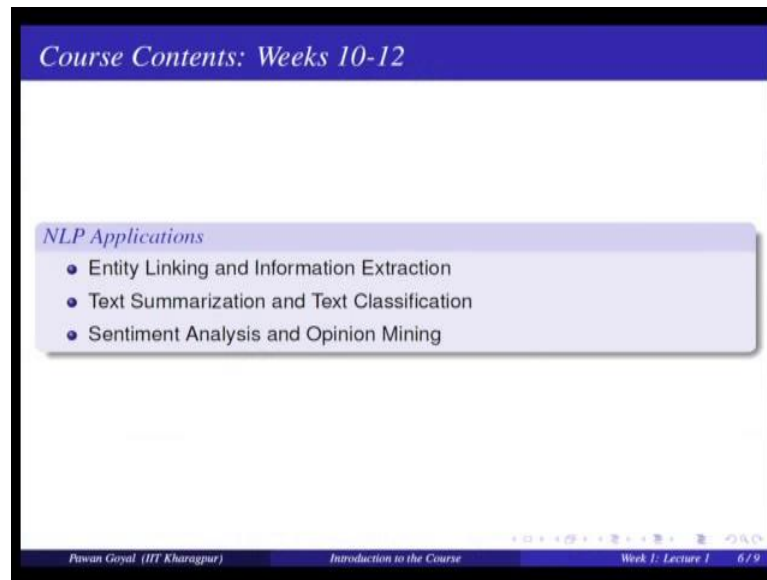 Course Contents: Weeks 10-12
NLP Applications
Entity Linking and Information Extraction
Text Summarization and Text Classification
Sentiment Analysis and Opinion Mining
Pawan Goyal (IIT Kharagpur) Introduction to the Course Week 1: Lecture 1 6 / 9